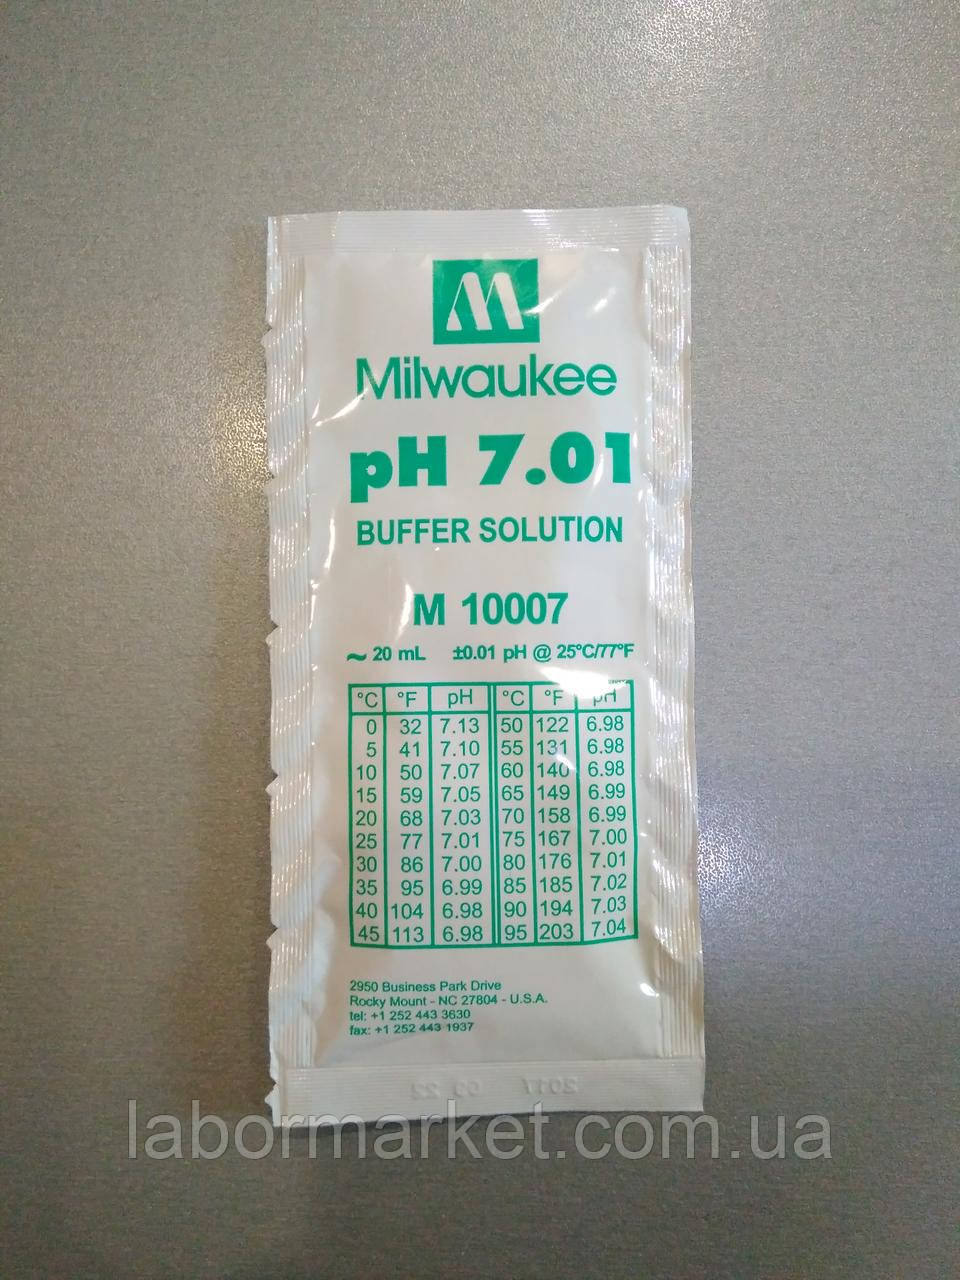 Milwaukee
pH 7.01
BUFFER SOLUTION
M 10007
~ 20 mL ±0.01 pH @ 25°C/77°F
°C °F pH °C °F pH
0 32 7.13 50 122 6.98
5 41 7.10 55 131 6.98
10 50 7.07 60 140 6.98
15 59 7.05 65 149 6.99
20 68 7.03 70 158 6.99
25 77 7.01 75 167 7.00
30 86 7.00 80 176 7.01
35 95 6.99 85 185 7.02
40 104 6.98 90 194 7.03
45 113 6.98 95 203 7.04
2950 Business Park Drive
Rocky Mount - NC 27804 - U.S.A.
tel: +1 252 443 3630
fax: +1 252 443 1937
labormarket.com.ua